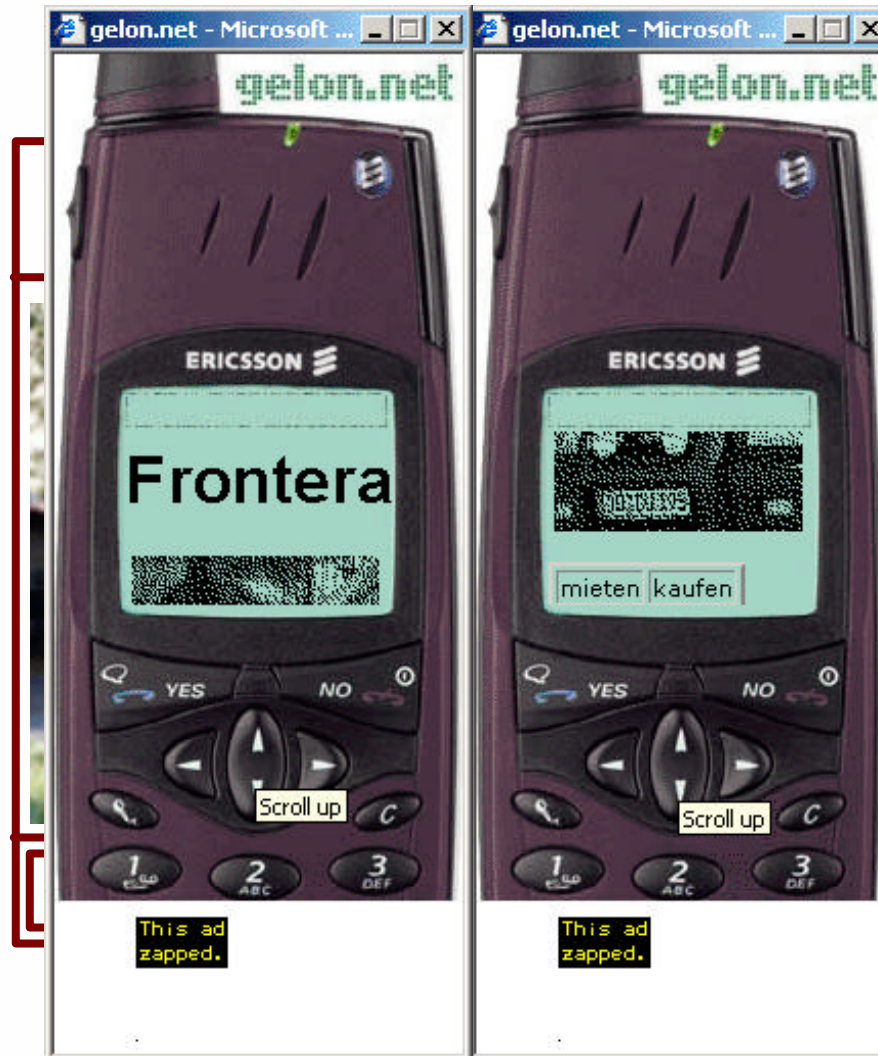 gelon.net - Microsoft ...
gelon.net
ERICSSON
Frontera
YES
NO
Scroll up
C
1
2
ABC
3
DEF
This ad
zapped.
gelon.net - Microsoft ...
gelon.net
ERICSSON
mieten kaufen
YES
NO
Scroll up
C
1
2
ABC
3
DEF
This ad
zapped.